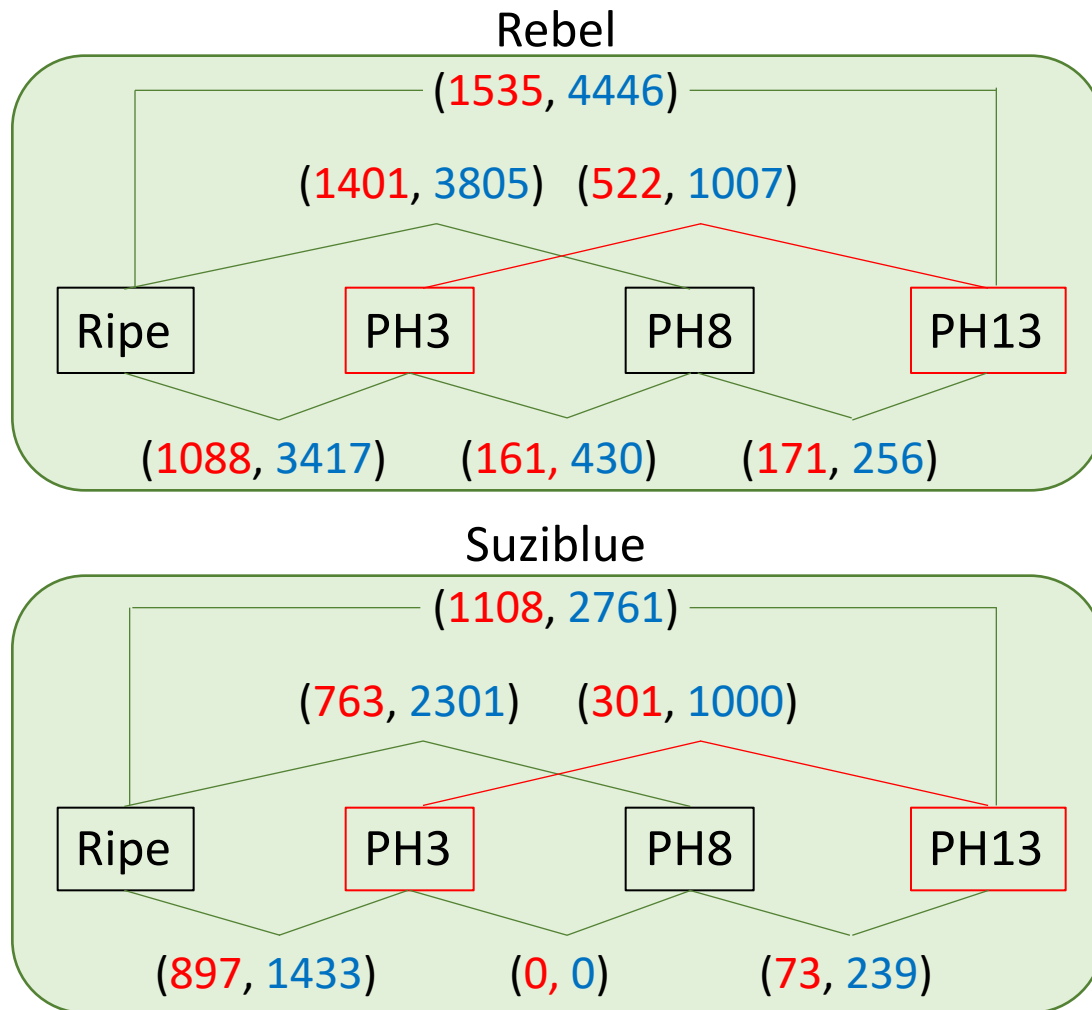 Rebel
(1535, 4446)
(1401, 3805) (522, 1007)
Ripe PH3 PH8 PH13
(1088, 3417) (161, 430) (171, 256)
Suziblue
(1108, 2761)
(763, 2301) (301, 1000)
Ripe PH3 PH8 PH13
(897, 1433) (0, 0) (73, 239)